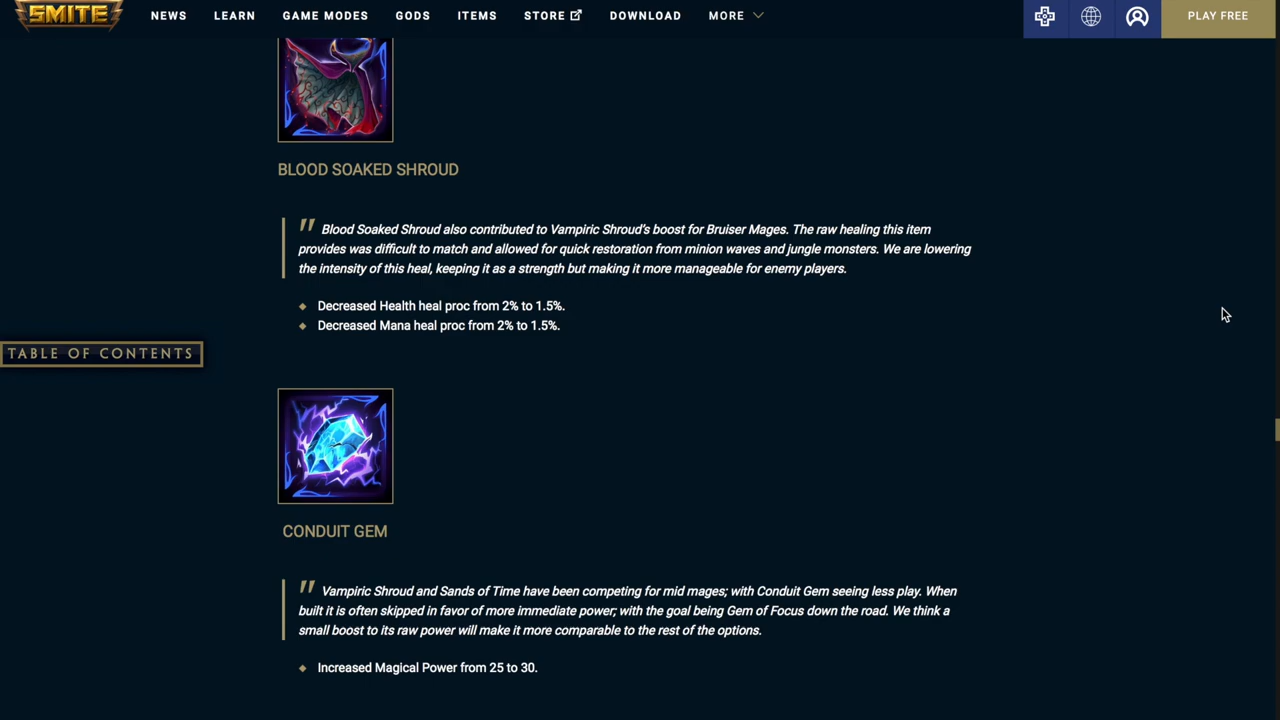 SMITE NEWS LEARN GAME MODES GODS ITEMS STORE DOWNLOAD MORE PLAY FREE
BLOOD SOAKED SHROUD
" Blood Soaked Shroud also contributed to Vampiric Shroud's boost for Bruiser Mages. The raw healing this item
provides was difficult to match and allowed for quick restoration from minion waves and jungle monsters. We are lowering
the intensity of this heal, keeping it as a strength but making it more manageable for enemy players.
Decreased Health heal proc from 2% to 1.5%.
Decreased Mana heal proc from 2% to 1.5%.
TABLE OF CONTENTS
CONDUIT GEM
" Vampiric Shroud and Sands of Time have been competing for mid mages; with Conduit Gem seeing less play. When
built it is often skipped in favor of more immediate power; with the goal being Gem of Focus down the road. We think a
small boost to its raw power will make it more comparable to the rest of the options.
Increased Magical Power from 25 to 30.